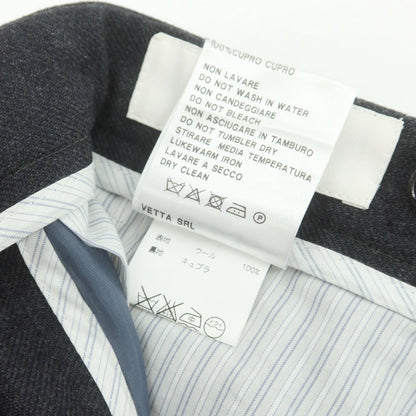 100%CUPRO CUPRO
NON LAVARE
DO NOT WASH IN WATER
NON CANDEGGIARE
DO NOT BLEACH
NON ASCIUGARE IN TAMBURO
DO NOT TUMBLER DRY
STIRARE MEDIA TEMPERATURA
LUKEWARM IRON
LAVARE A SECCO
DRY CLEAN
P
VETTA SRL
表地 ウール 100%
裏地 キュプラ
中